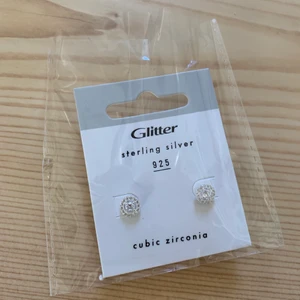 Glitter
sterling silver
925
cubic zirconia